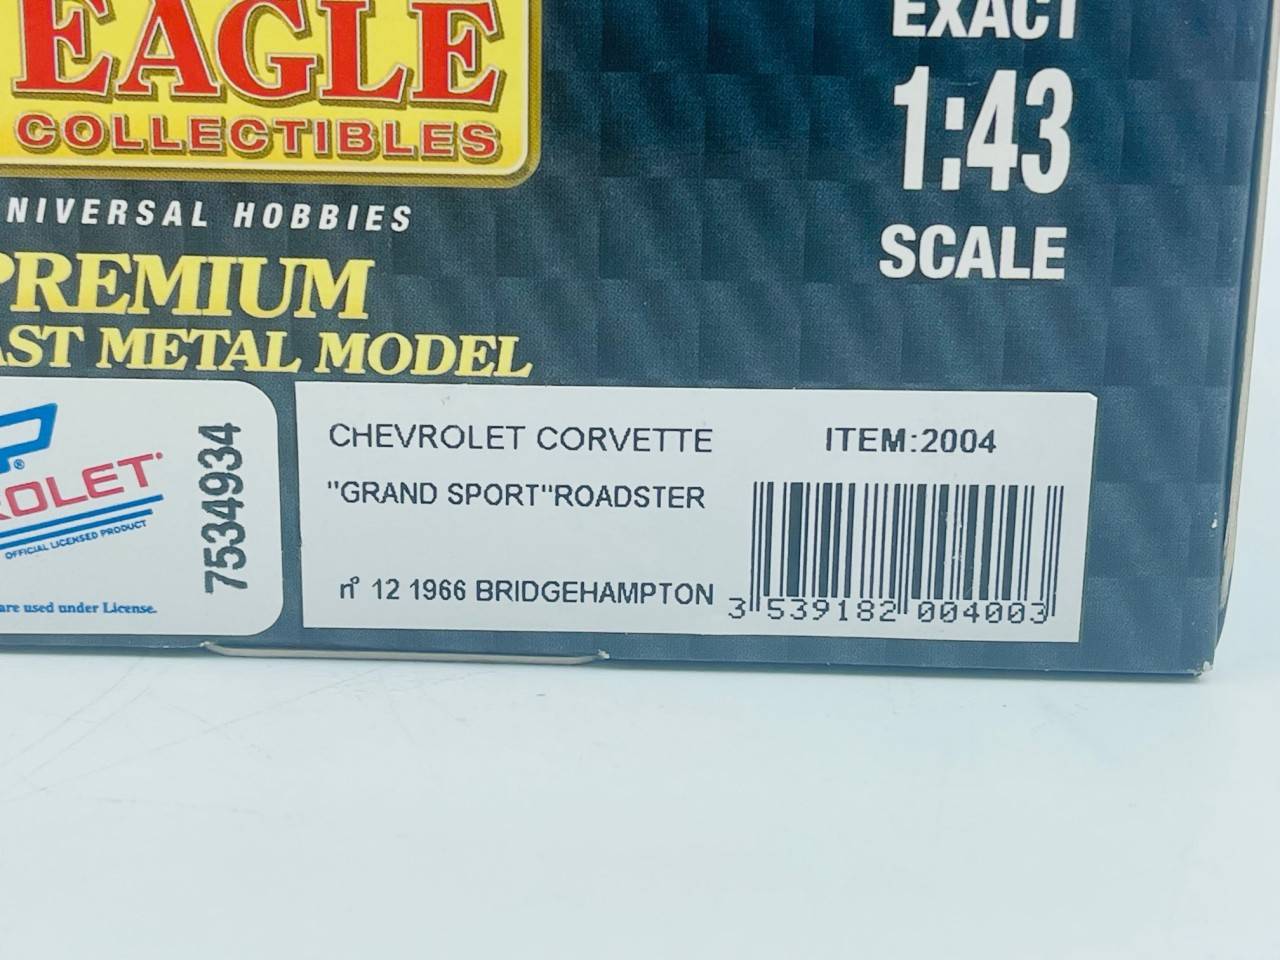 EAGLE
COLLECTIBLES
NIVERSAL HOBBIES
PREMIUM
AST METAL MODEL
EXACT
1:43
SCALE
ROLET
OFFICIAL LICENSED PRODUCT
are used under License.
7534934
CHEVROLET CORVETTE
ITEM:2004
"GRAND SPORT"ROADSTER
nº 12 1966 BRIDGEHAMPTON
3 539182 004003